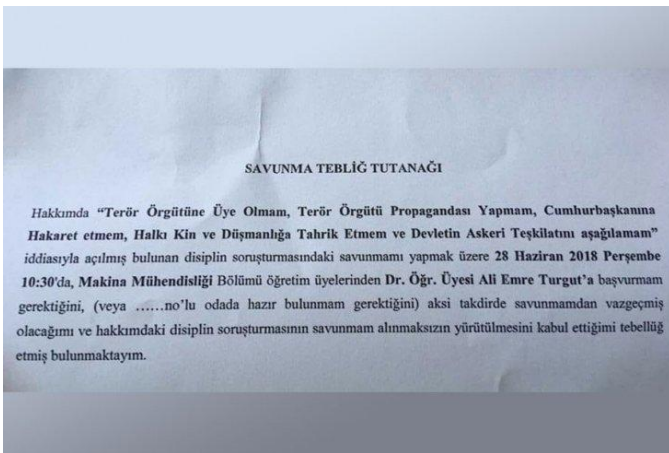 SAVUNMA TEBLİĞ TUTANAĞI
Hakkımda “Terör Örgütüne Üye Olmam, Terör Örgütü Propagandası Yapmam, Cumhurbaşkanına
Hakaret etmem, Halkı Kin ve Düşmanlığa Tahrik Etmem ve Devletin Askeri Teşkilatını aşağılamam”
iddiasıyla açılmış bulunan disiplin soruşturmasındaki savunmamı yapmak üzere 28 Haziran 2018 Perşembe
10:30'da, Makina Mühendisliği Bölümü öğretim üyelerinden Dr. Öğr. Üyesi Ali Emre Turgut’a başvurmam
gerektiğini, (veya ……no’lu odada hazır bulunmam gerektiğini) aksi takdirde savunmamdan vazgeçmiş
olacağımı ve hakkımdaki disiplin soruşturmasının savunmam alınmaksızın yürütülmesini kabul ettiğimi tebellüğ
etmiş bulunmaktayım.